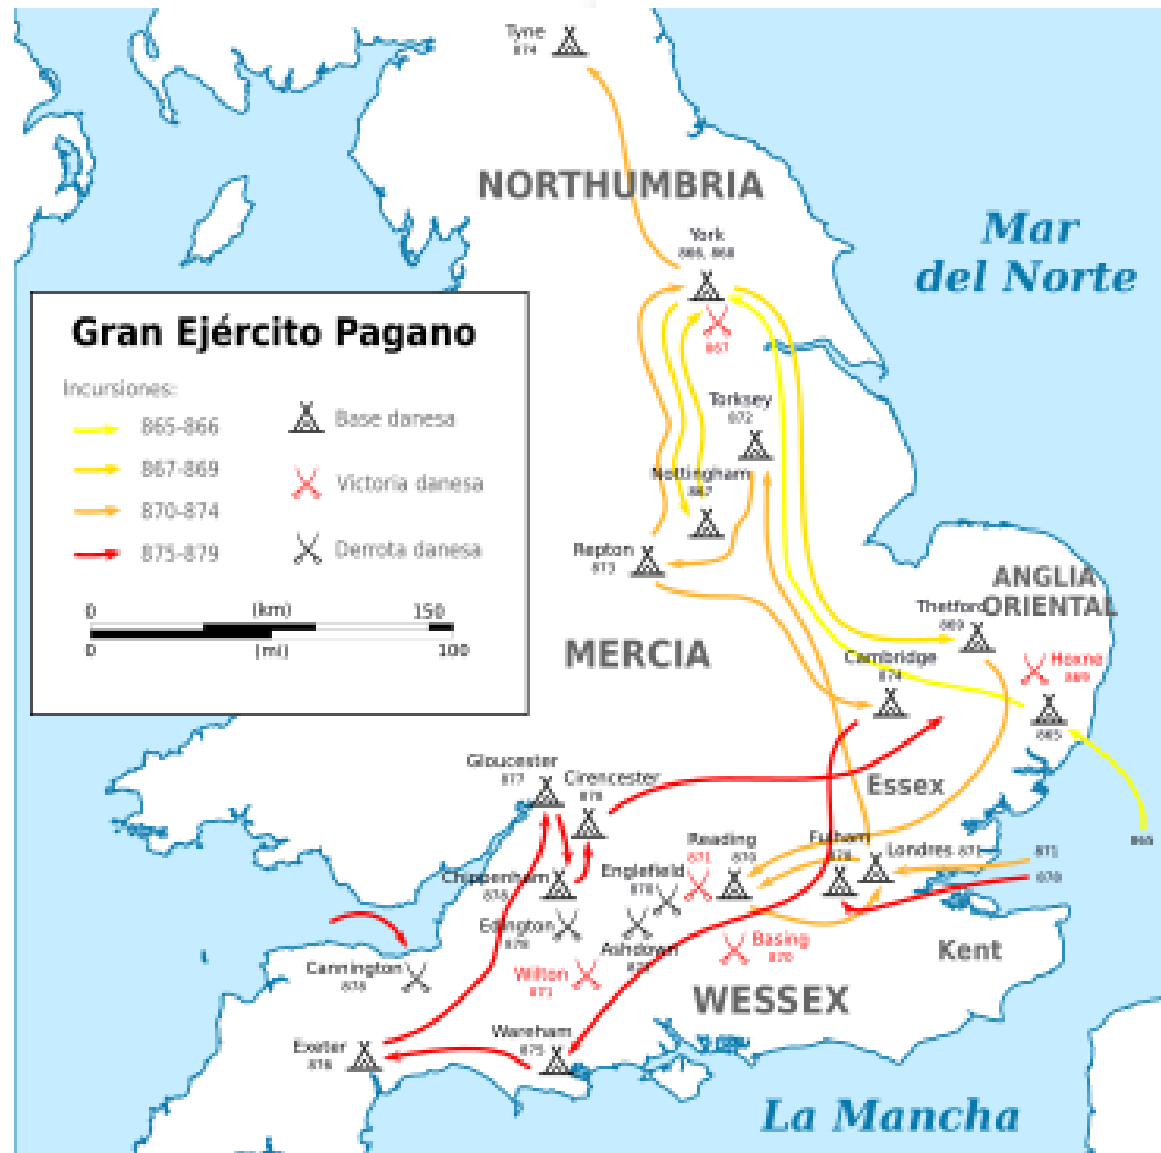 Tyne
874
NORTHUMBRIA
Mar
del Norte
York
866, 868
867
Gran Ejército Pagano
Incursiones:
865-866
867-869
870-874
875-879
Base danesa
Victoria danesa
Derrota danesa
0
(km)
150
0
(mi)
100
Torksey
872
Nottingham
867
Repton
873
ANGLIA
ORIENTAL
Thetford
869
MERCIA
Cambridge
874
Hoxne
869
865
865
Gloucester
877
Cirencester
Essex
Reading
871
870
Fulham
878
Londres 871
871
878
Chippenham
878
Englefield
870
Edington
878
Ashdown
Basing
870
Kent
Cannington
878
Wilton
871
WESSEX
Wareham
875
Exeter
876
La Mancha